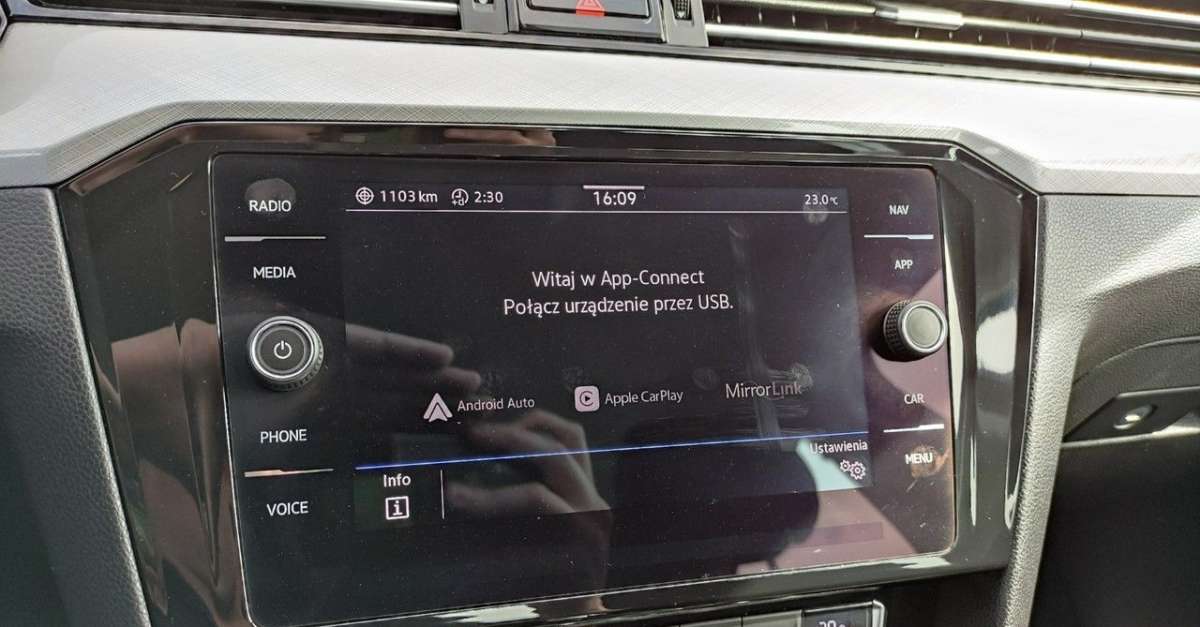 RADIO
MEDIA
PHONE
VOICE
1103 km 2:30 16:09 23.0°C
Witaj w App-Connect
Połącz urządzenie przez USB.
Android Auto Apple CarPlay MirrorLink
Info
Ustawienia
NAV
APP
CAR
MENU